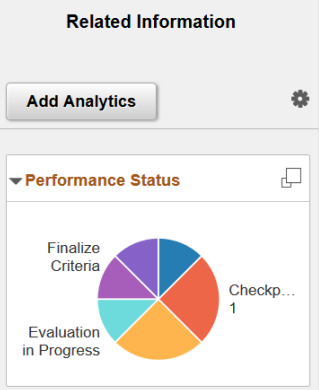 Related Information
Add Analytics
Performance Status
Finalize
Criteria
Checkp...
1
Evaluation
in Progress